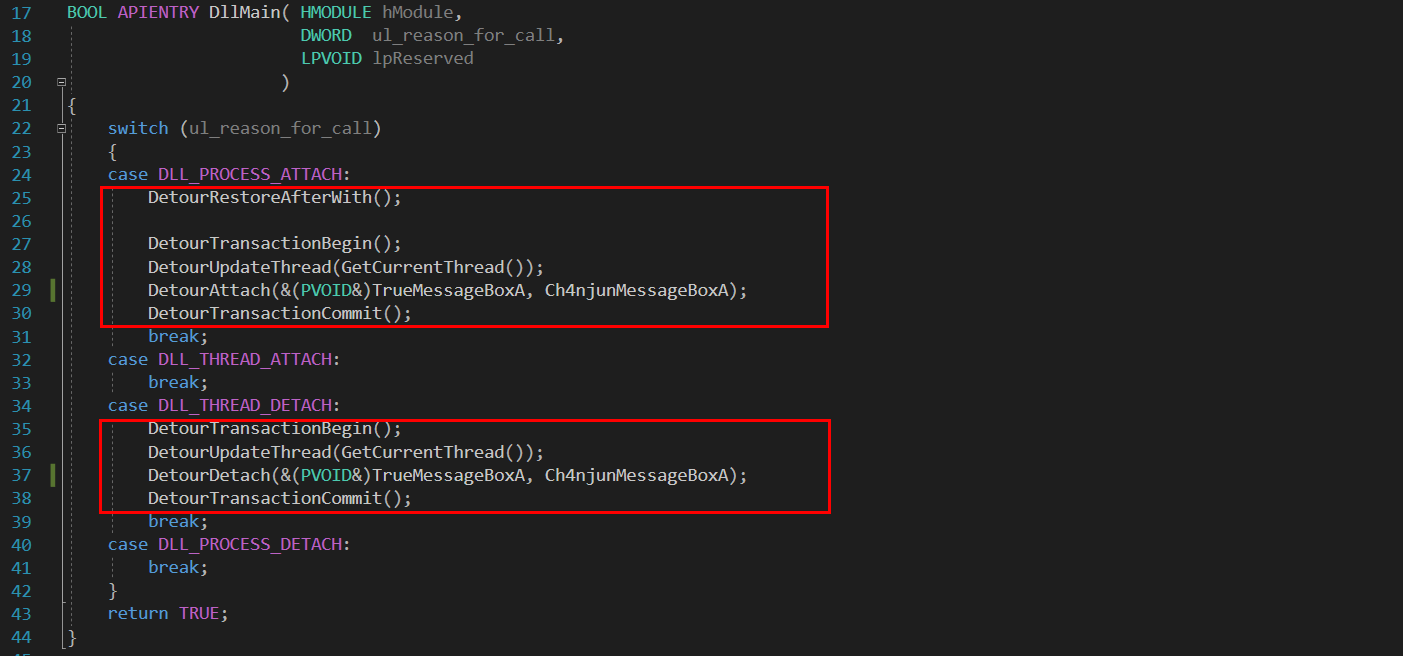 17 BOOL APIENTRY DllMain( HMODULE hModule,
18                        DWORD  ul_reason_for_call,
19                        LPVOID lpReserved
20                      )
21 {
22     switch (ul_reason_for_call)
23     {
24     case DLL_PROCESS_ATTACH:
25         DetourRestoreAfterWith();
26
27         DetourTransactionBegin();
28         DetourUpdateThread(GetCurrentThread());
29         DetourAttach(&(PVOID&)TrueMessageBoxA, Ch4njunMessageBoxA);
30         DetourTransactionCommit();
31         break;
32     case DLL_THREAD_ATTACH:
33         break;
34     case DLL_THREAD_DETACH:
35         DetourTransactionBegin();
36         DetourUpdateThread(GetCurrentThread());
37         DetourDetach(&(PVOID&)TrueMessageBoxA, Ch4njunMessageBoxA);
38         DetourTransactionCommit();
39         break;
40     case DLL_PROCESS_DETACH:
41         break;
42     }
43     return TRUE;
44 }